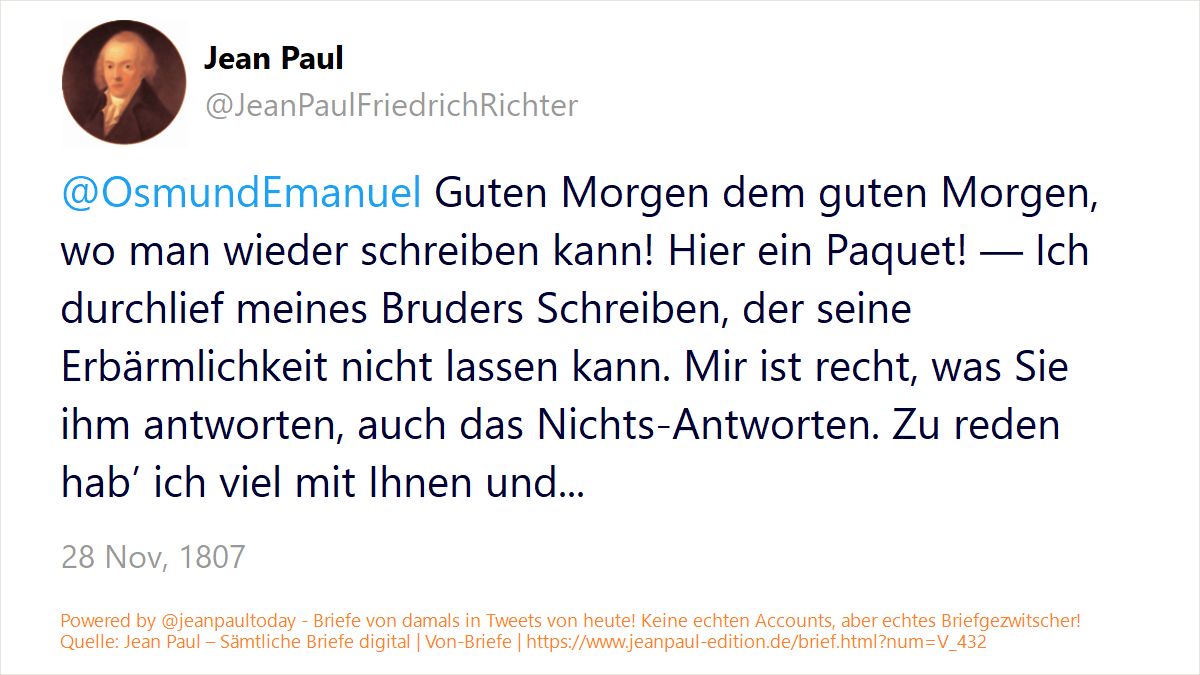 Jean Paul
@JeanPaulFriedrichRichter
@OsmundEmanuel Guten Morgen dem guten Morgen,
wo man wieder schreiben kann! Hier ein Paquet! — Ich
durchlief meines Bruders Schreiben, der seine
Erbärmlichkeit nicht lassen kann. Mir ist recht, was Sie
ihm antworten, auch das Nichts-Antworten. Zu reden
hab’ ich viel mit Ihnen und...
28 Nov, 1807
Powered by @jeanpaultoday - Briefe von damals in Tweets von heute! Keine echten Accounts, aber echtes Briefgezwitscher!
Quelle: Jean Paul – Sämtliche Briefe digital | Von-Briefe | https://www.jeanpaul-edition.de/brief.html?num=V_432